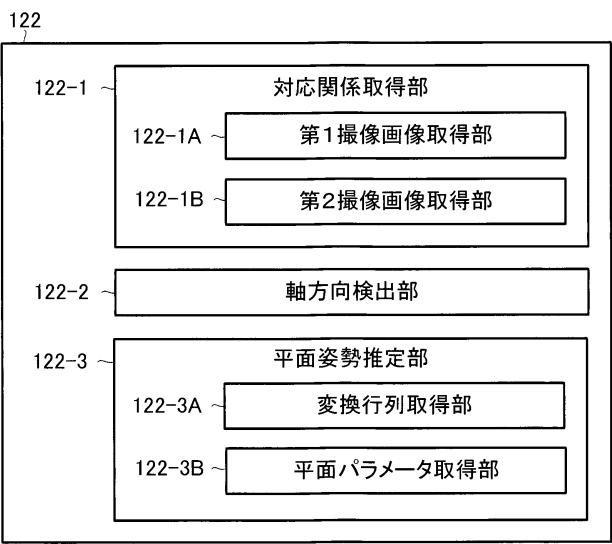 122
122-1 対応関係取得部
122-1A 第1撮像画像取得部
122-1B 第2撮像画像取得部
122-2 軸方向検出部
122-3 平面姿勢推定部
122-3A 変換行列取得部
122-3B 平面パラメータ取得部